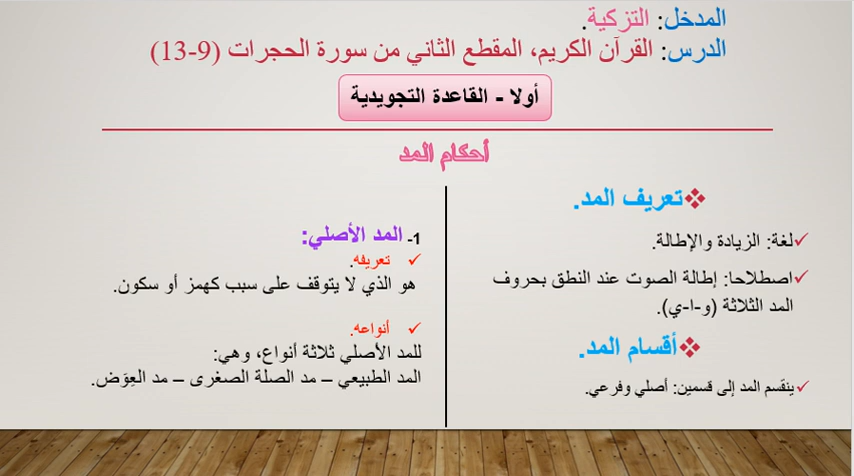 المدخل: التزكية.
الدرس: القرآن الكريم، المقطع الثاني من سورة الحجرات (9-13)
أولا - القاعدة التجويدية
أحكام المد
تعريف المد.
لغة: الزيادة والإطالة.
اصطلاحا: إطالة الصوت عند النطق بحروف
المد الثلاثة (و-ا-ي).
أقسام المد.
ينقسم المد إلى قسمين: أصلي وفرعي.
1- المد الأصلي:
تعريفه.
هو الذي لا يتوقف على سبب كهمز أو سكون.
أنواعه.
للمد الأصلي ثلاثة أنواع، وهي:
المد الطبيعي – مد الصلة الصغرى – مد العِوَض.